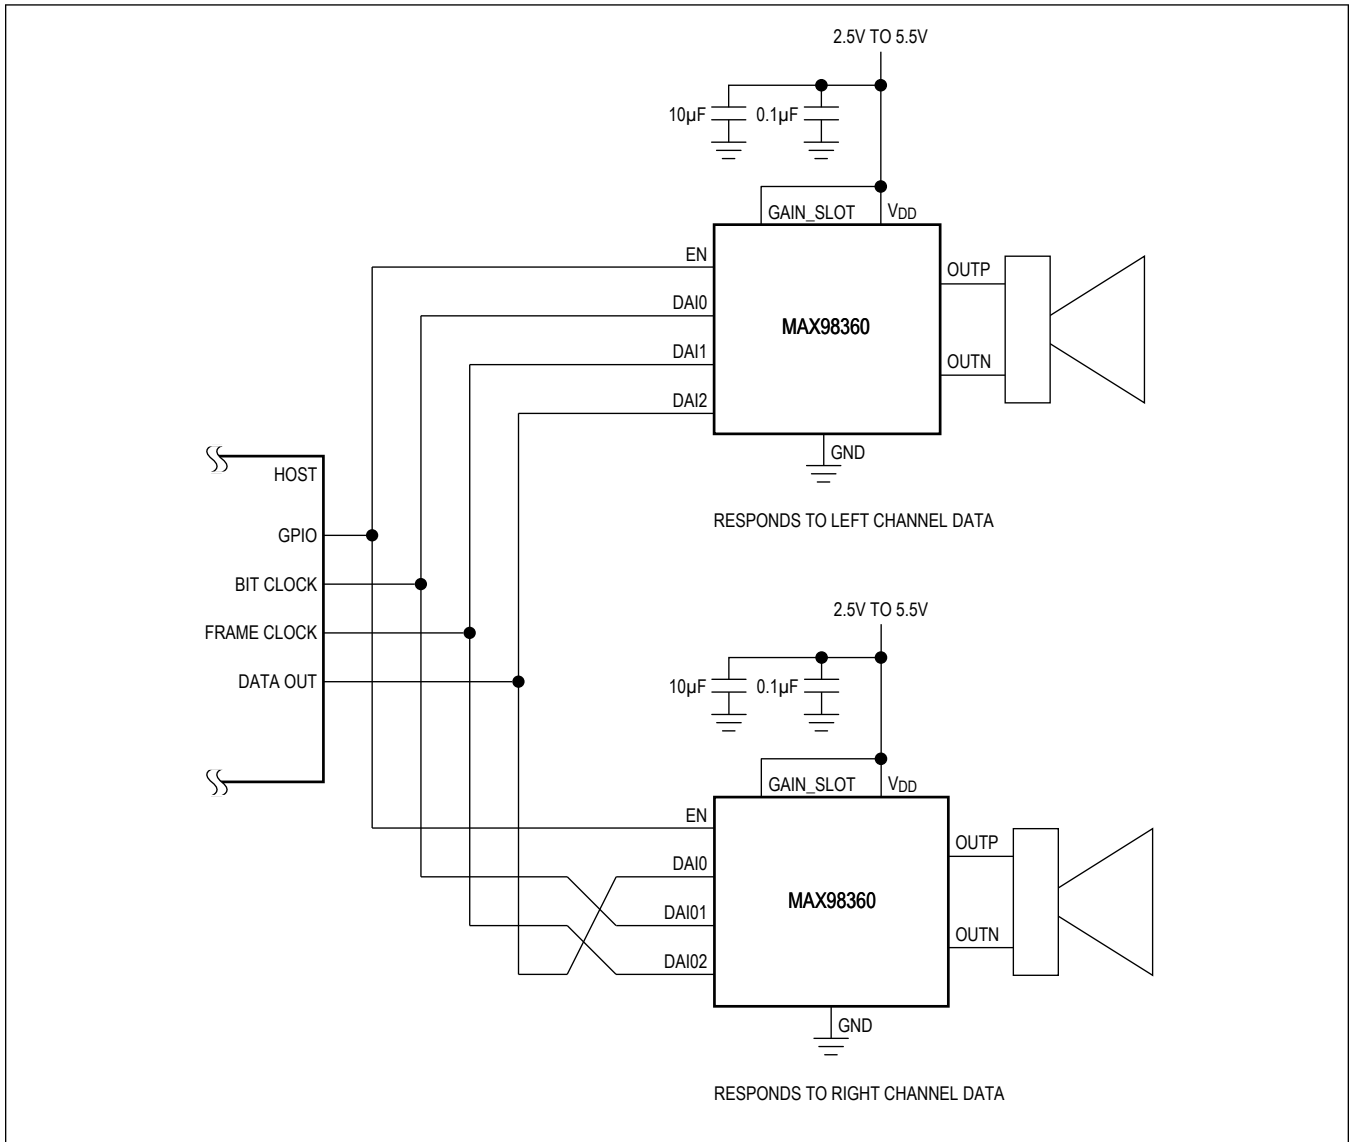 2.5V TO 5.5V
10µF
0.1µF
GAIN_SLOT
VDD
EN
DAI0
DAI1
DAI2
MAX98360
OUTP
OUTN
GND
RESPONDS TO LEFT CHANNEL DATA
HOST
GPIO
BIT CLOCK
FRAME CLOCK
DATA OUT
2.5V TO 5.5V
10µF
0.1µF
GAIN_SLOT
VDD
EN
DAI0
DAI01
DAI02
MAX98360
OUTP
OUTN
GND
RESPONDS TO RIGHT CHANNEL DATA